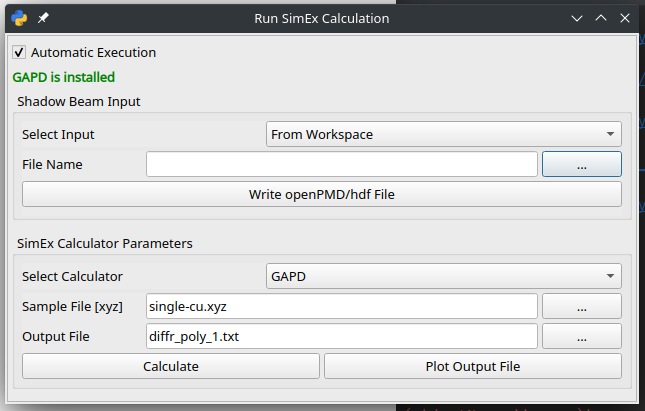 Run SimEx Calculation
Automatic Execution
GAPD is installed
Shadow Beam Input
Select Input From Workspace
File Name ...
Write openPMD/hdf File
SimEx Calculator Parameters
Select Calculator GAPD
Sample File [xyz] single-cu.xyz ...
Output File diffr_poly_1.txt ...
Calculate Plot Output File